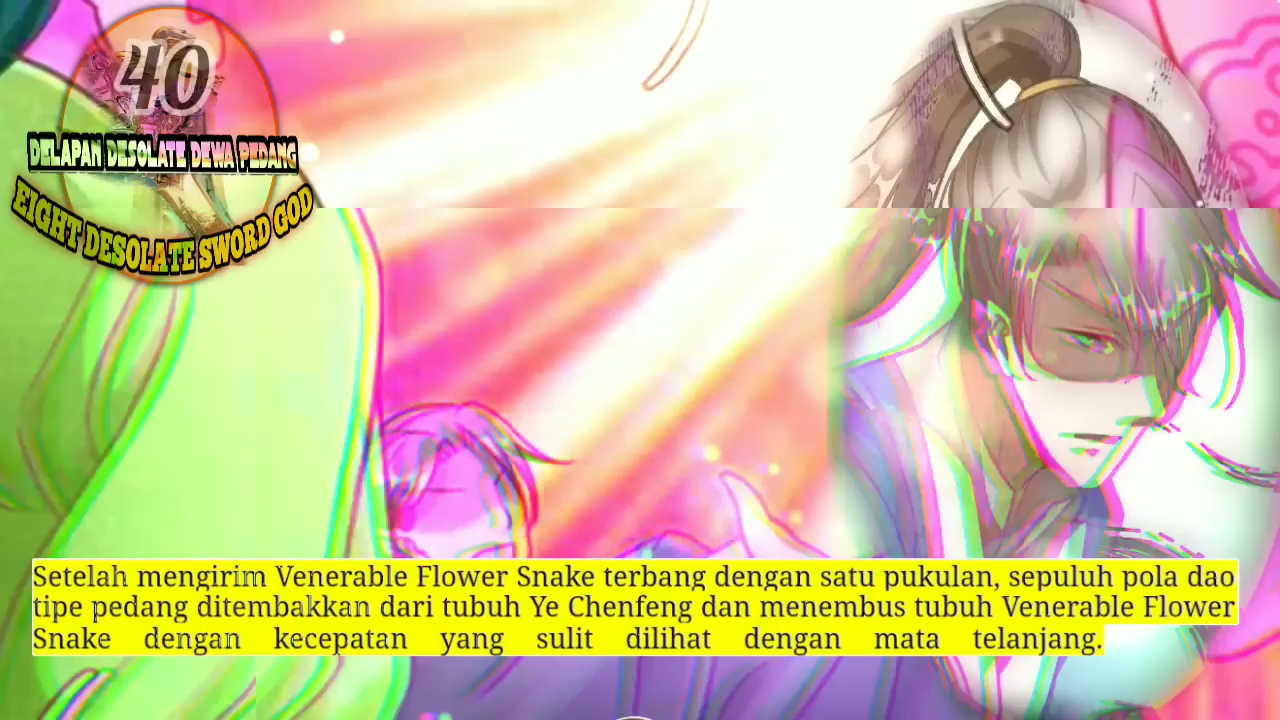 40
DELAPAN DESOLATE DEWA PEDANG
EIGHT DESOLATE SWORD GOD
Setelah mengirim Venerable Flower Snake terbang dengan satu pukulan, sepuluh pola dao
tipe pedang ditembakkan dari tubuh Ye Chenfeng dan menembus tubuh Venerable Flower
Snake dengan kecepatan yang sulit dilihat dengan mata telanjang.